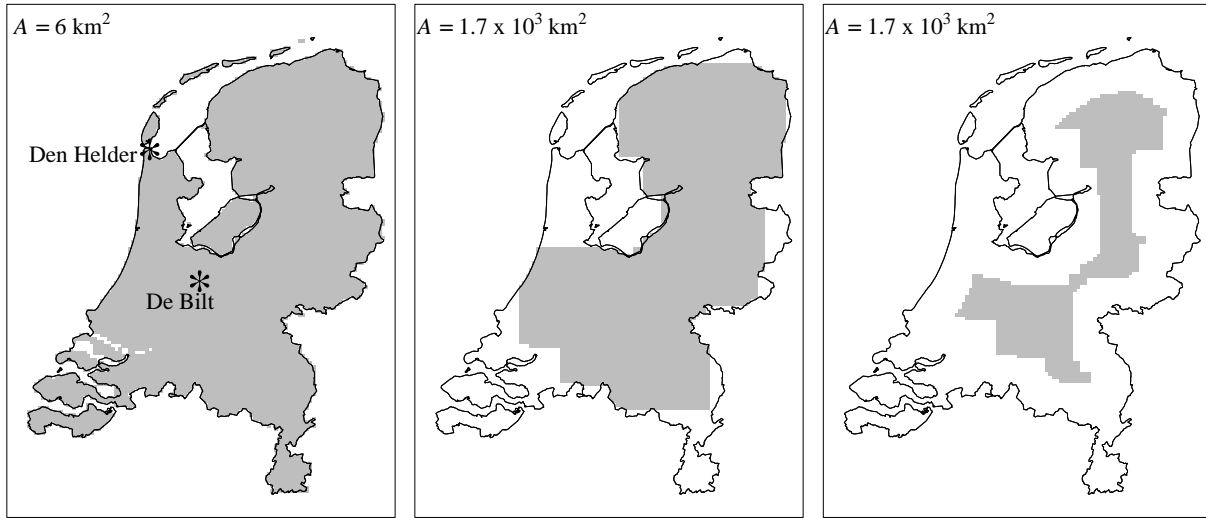 A = 6 km²
A = 1.7 x 10³ km²
A = 1.7 x 10³ km²
Den Helder
De Bilt